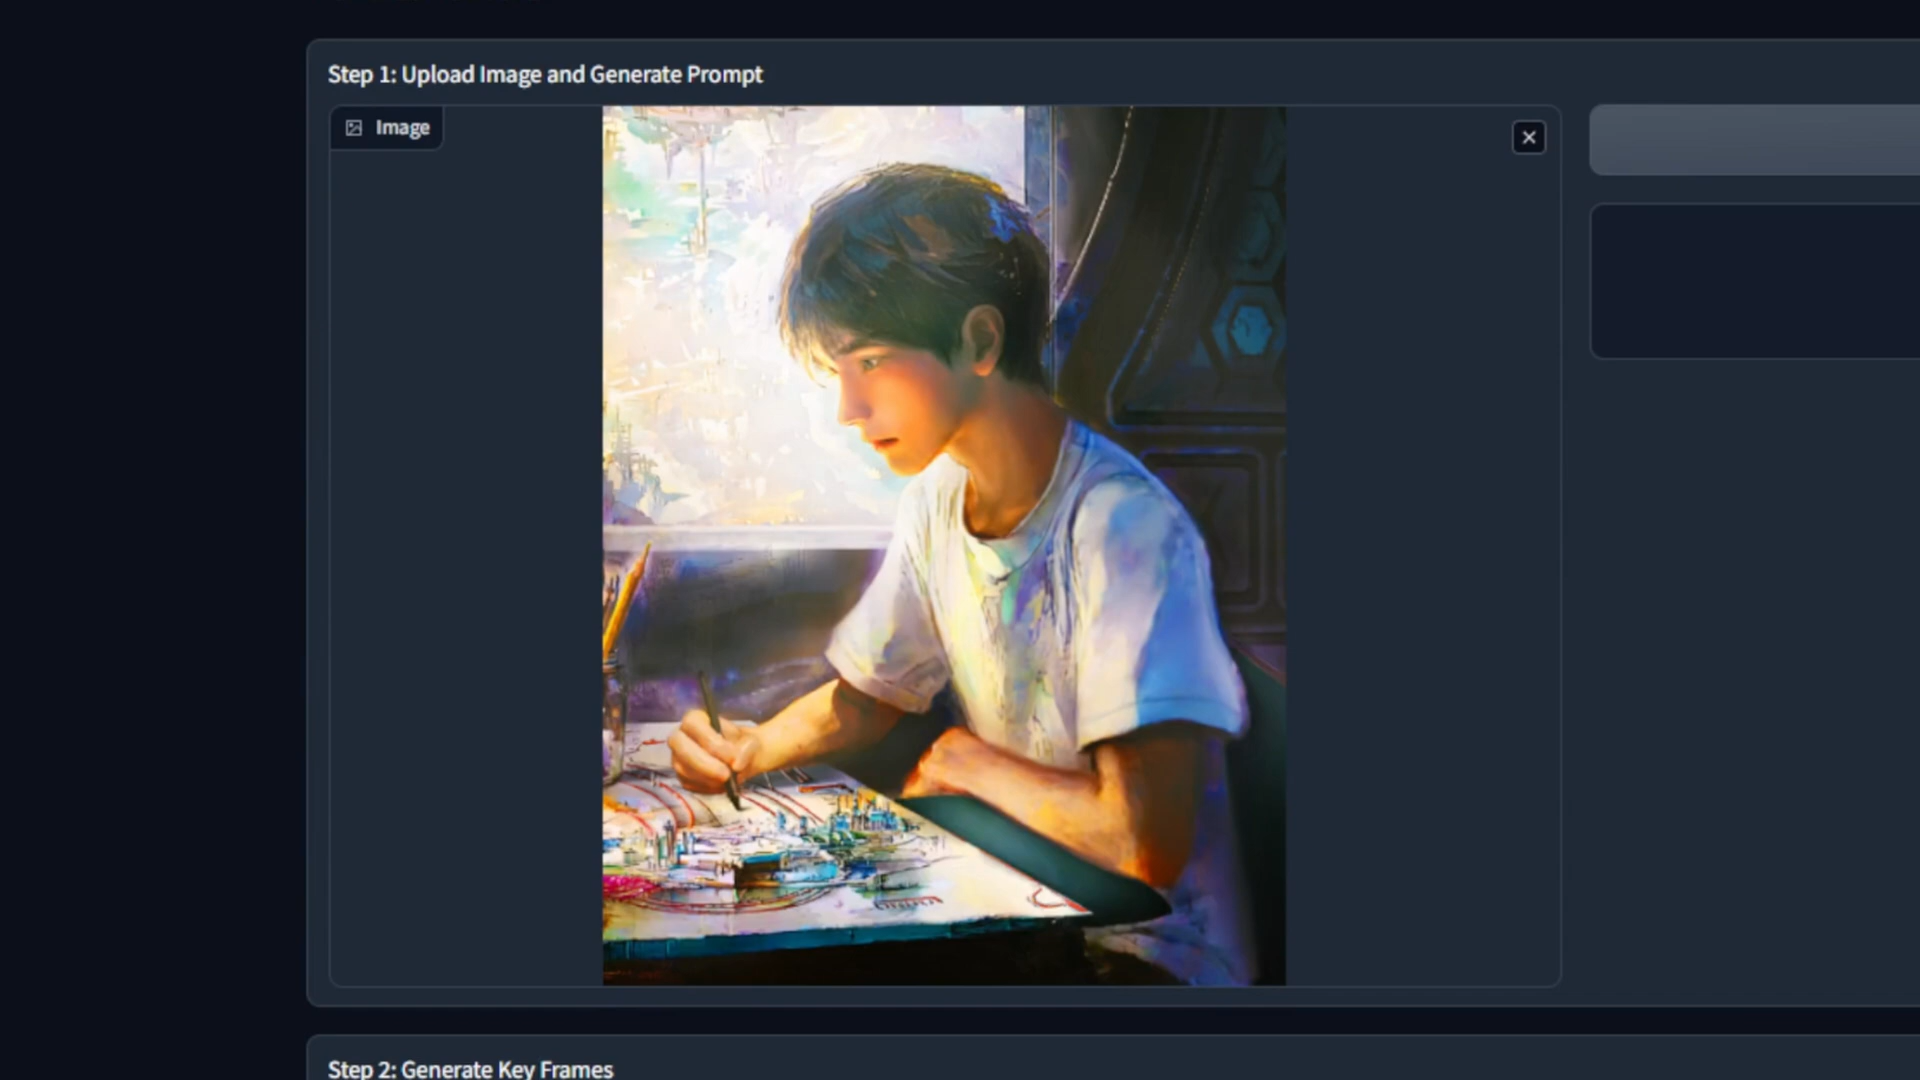 Step 1: Upload Image and Generate Prompt
Image
Step 2: Generate Key Frames